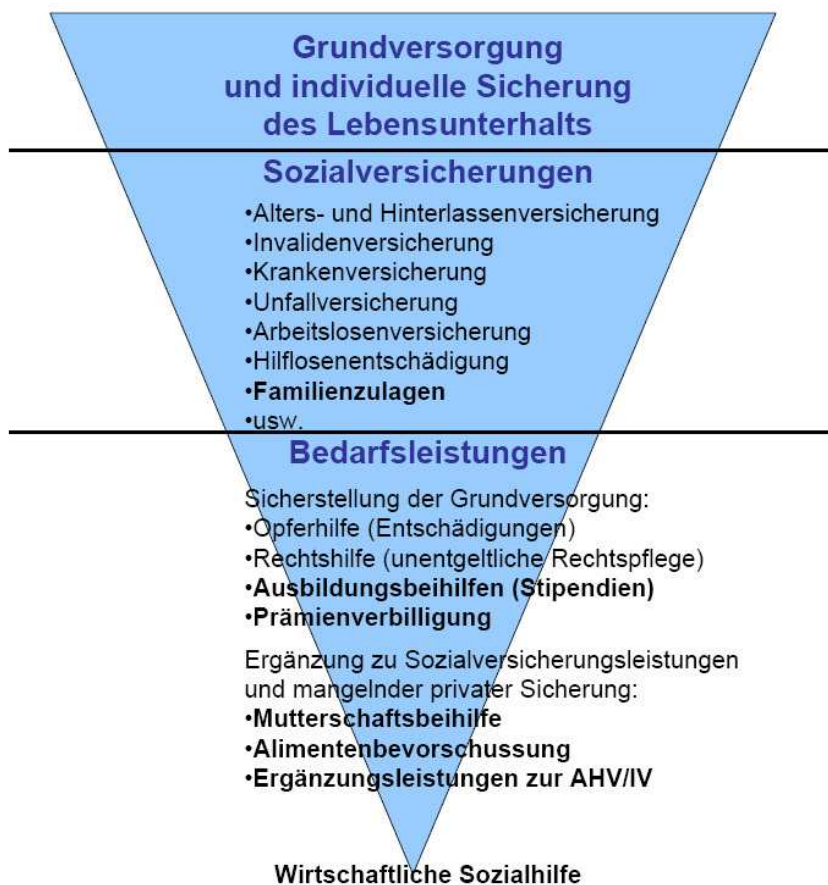 Grundversorgung
und individuelle Sicherung
des Lebensunterhalts
Sozialversicherungen
•Alters- und Hinterlassenversicherung
•Invalidenversicherung
•Krankenversicherung
•Unfallversicherung
•Arbeitslosenversicherung
•Hilflosenentschädigung
•Familienzulagen
•usw.
Bedarfsleistungen
Sicherstellung der Grundversorgung:
•Opferhilfe (Entschädigungen)
•Rechtshilfe (unentgeltliche Rechtspflege)
•Ausbildungsbeihilfen (Stipendien)
•Prämienverbilligung
Ergänzung zu Sozialversicherungsleistungen
und mangelnder privater Sicherung:
•Mutterschaftsbeihilfe
•Alimentenbevorschussung
•Ergänzungsleistungen zur AHV/IV
Wirtschaftliche Sozialhilfe